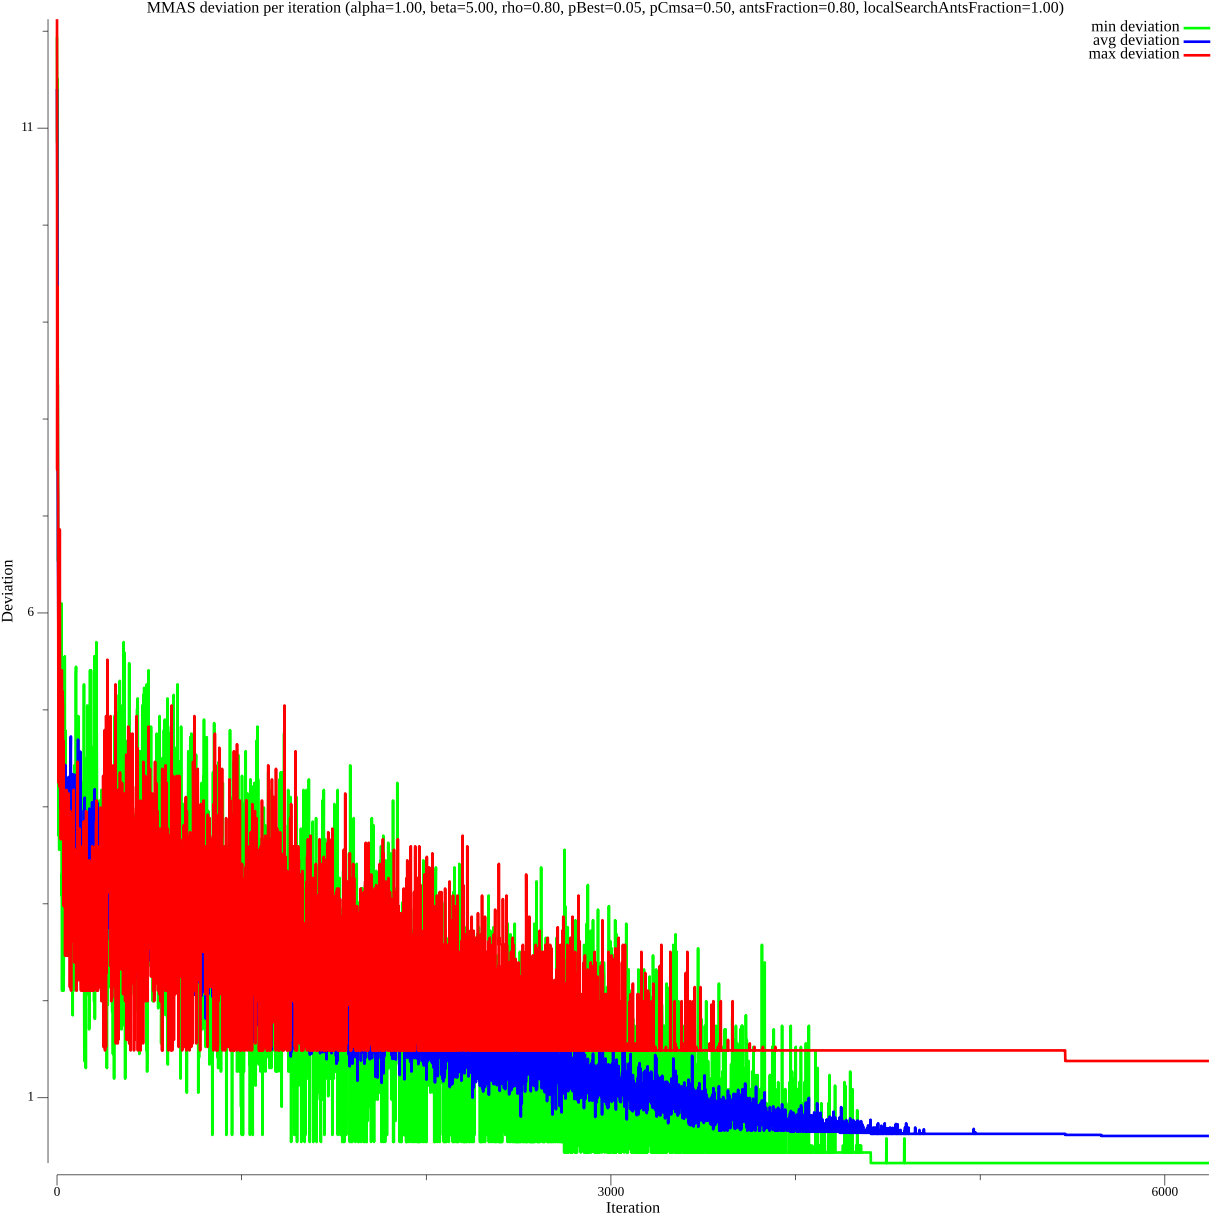 MMAS deviation per iteration (alpha=1.00, beta=5.00, rho=0.80, pBest=0.05, pCmsa=0.50, antsFraction=0.80, localSearchAntsFraction=1.00)
min deviation
avg deviation
max deviation
11
6
1
Deviation
0
3000
6000
Iteration